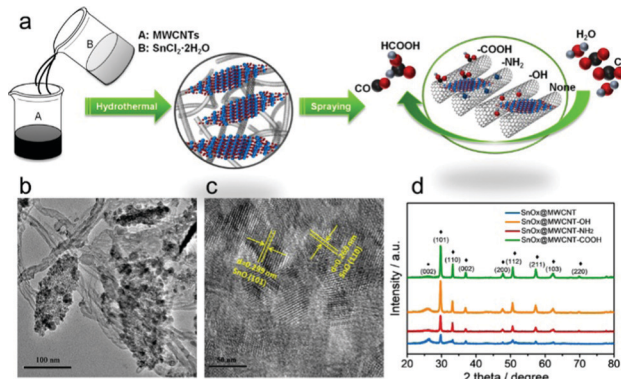 a
A: MWCNTs
B: SnCl2·2H2O
B
A
Hydrothermal
Spraying
HCOOH
CO
-COOH
-NH2
-OH
None
H2O
b
100 nm
c
SnO (101)
SnO (110)
d
SnOx@MWCNT
SnOx@MWCNT-OH
SnOx@MWCNT-NH2
SnOx@MWCNT-COOH
(002)
(101)
(110)
(002)
(200)
(112)
(211)
(103)
(220)
Intensity / a.u.
20 30 40 50 60 70 80
2 theta / degree